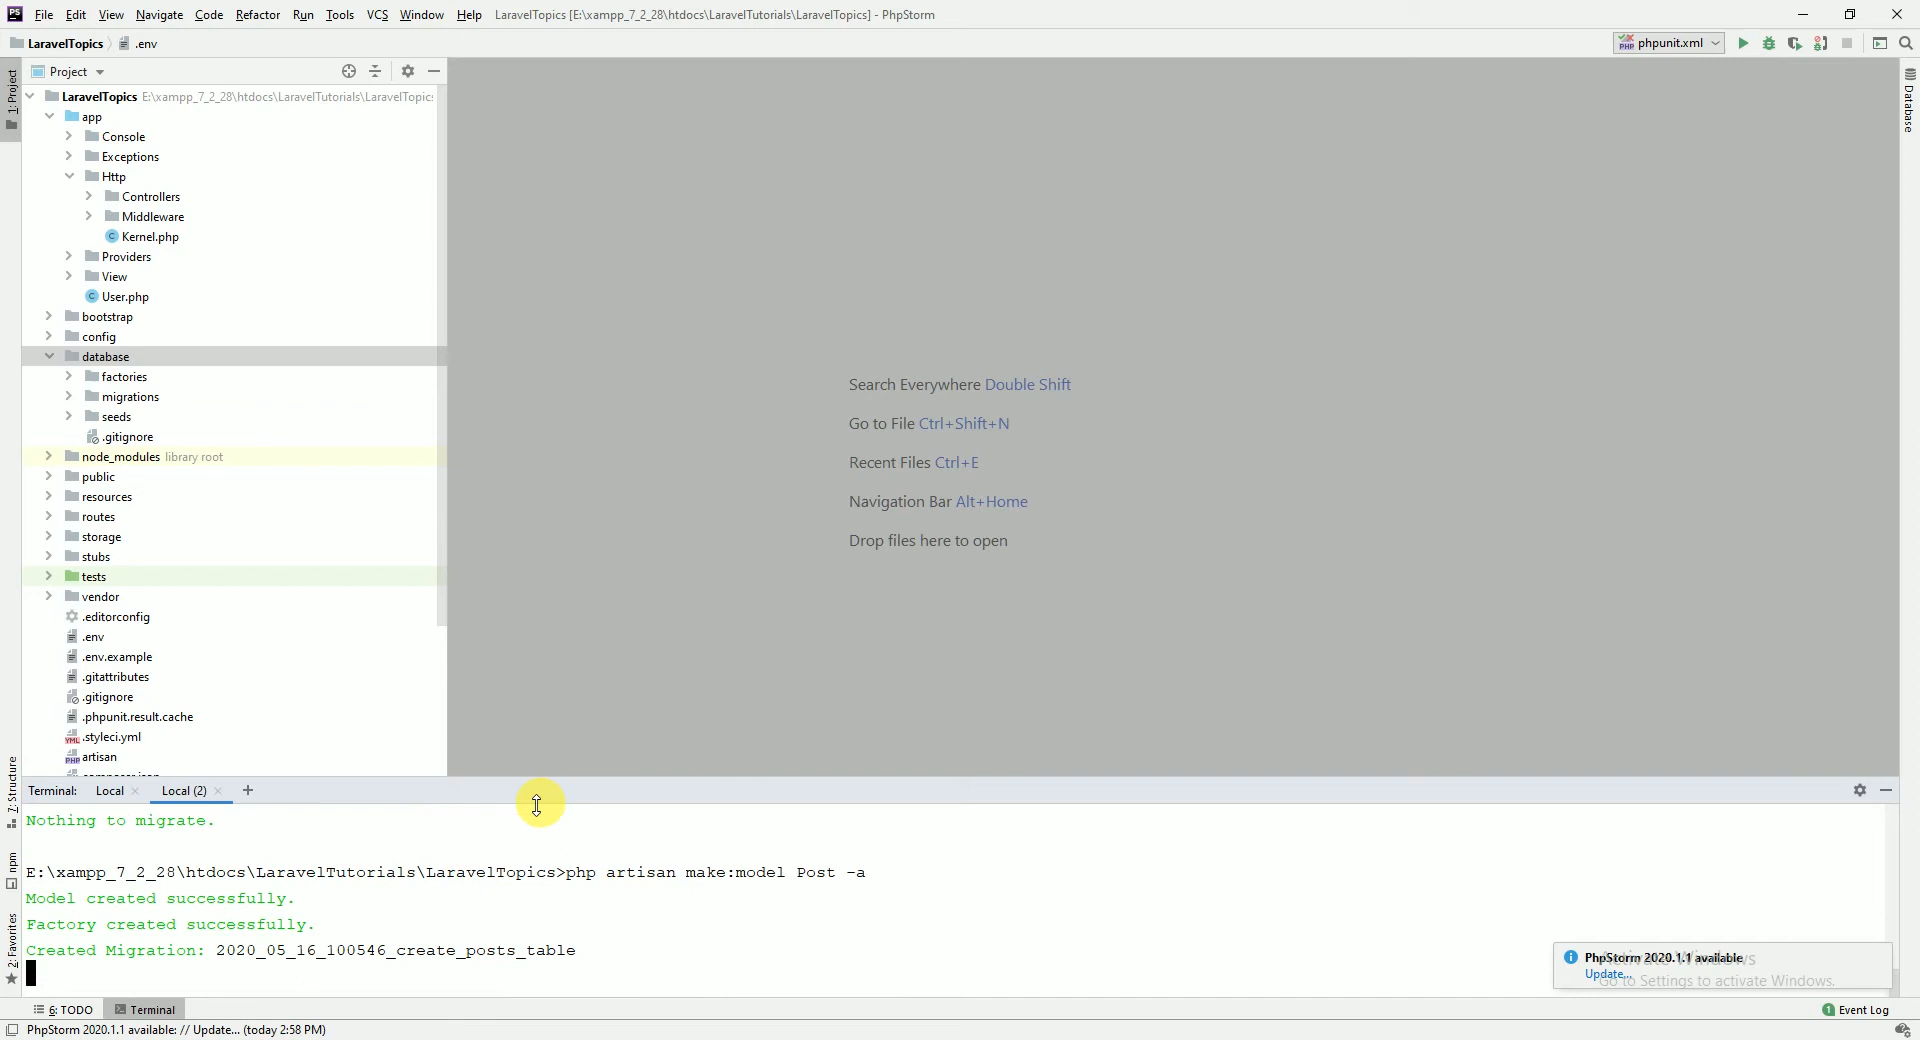 PS File Edit View Navigate Code Refactor Run Tools VCS Window Help LaravelTopics [E:\xampp_7_2_28\htdocs\LaravelTutorials\LaravelTopics] - PhpStorm
LaravelTopics .env phpunit.xml
1: Project
Project
LaravelTopics E:\xampp_7_2_28\htdocs\LaravelTutorials\LaravelTopics
app
Console
Exceptions
Http
Controllers
Middleware
Kernel.php
Providers
View
User.php
bootstrap
config
database
factories
migrations
seeds
.gitignore
node_modules library root
public
resources
routes
storage
stubs
tests
vendor
.editorconfig
.env
.env.example
.gitattributes
.gitignore
.phpunit.result.cache
.styleci.yml
artisan
Search Everywhere Double Shift
Go to File Ctrl+Shift+N
Recent Files Ctrl+E
Navigation Bar Alt+Home
Drop files here to open
Database
7: Structure
npm
2: Favorites
Terminal: Local Local (2)
Nothing to migrate.
E:\xampp_7_2_28\htdocs\LaravelTutorials\LaravelTopics>php artisan make:model Post -a
Model created successfully.
Factory created successfully.
Created Migration: 2020_05_16_100546_create_posts_table
PhpStorm 2020.1.1 available
Update...
Activate Windows
Go to Settings to activate Windows.
6: TODO Terminal 1 Event Log
PhpStorm 2020.1.1 available: // Update... (today 2:58 PM)